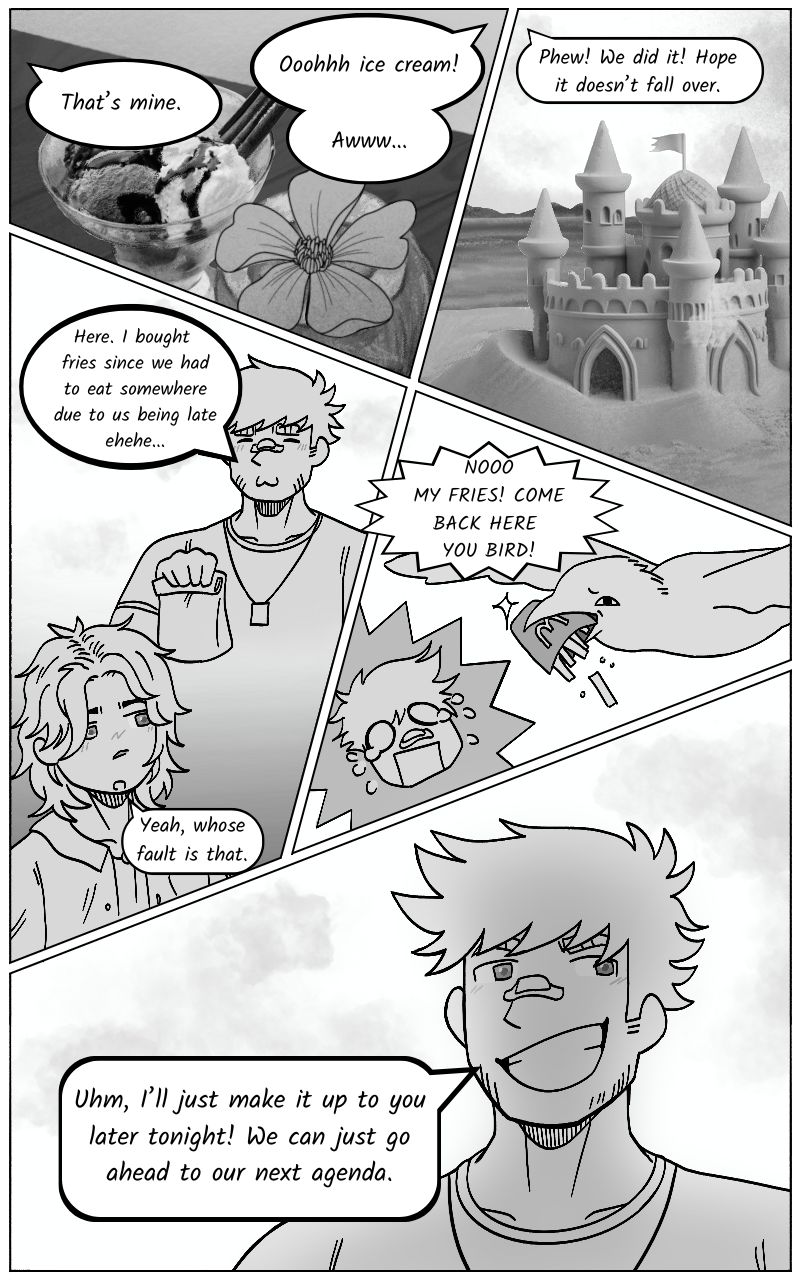 Ooohhh ice cream!
That's mine.
Awww...
Phew! We did it! Hope
it doesn't fall over.
Here. I bought
fries since we had
to eat somewhere
due to us being late
ehehe...
Yeah, whose
fault is that.
NOOO
MY FRIES! COME
BACK HERE
YOU BIRD!
Uhm, I'll just make it up to you
later tonight! We can just go
ahead to our next agenda.